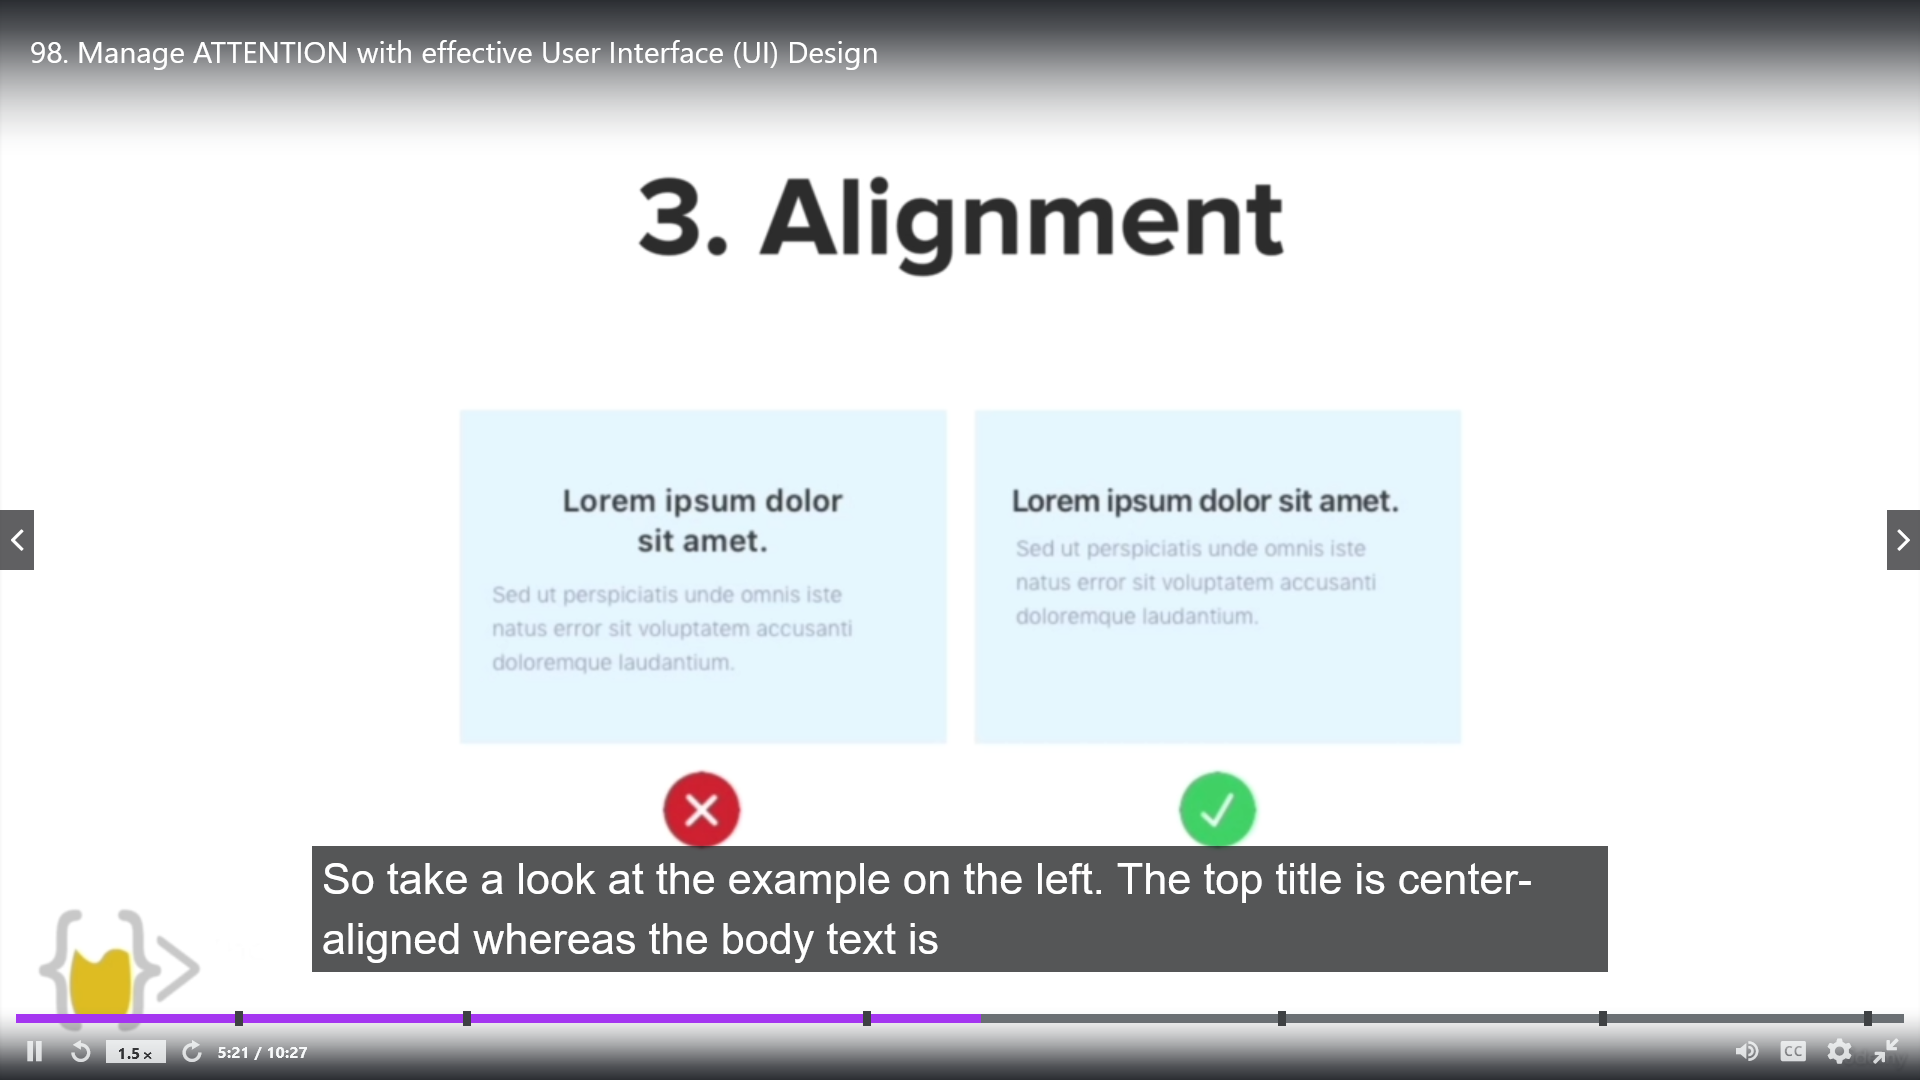 98. Manage ATTENTION with effective User Interface (UI) Design
3. Alignment
Lorem ipsum dolor
sit amet.
Sed ut perspiciatis unde omnis iste
natus error sit voluptatem accusanti
doloremque laudantium.
Lorem ipsum dolor sit amet.
Sed ut perspiciatis unde omnis iste
natus error sit voluptatem accusanti
doloremque laudantium.
So take a look at the example on the left. The top title is center-
aligned whereas the body text is
1.5×
5:21 / 10:27
CC